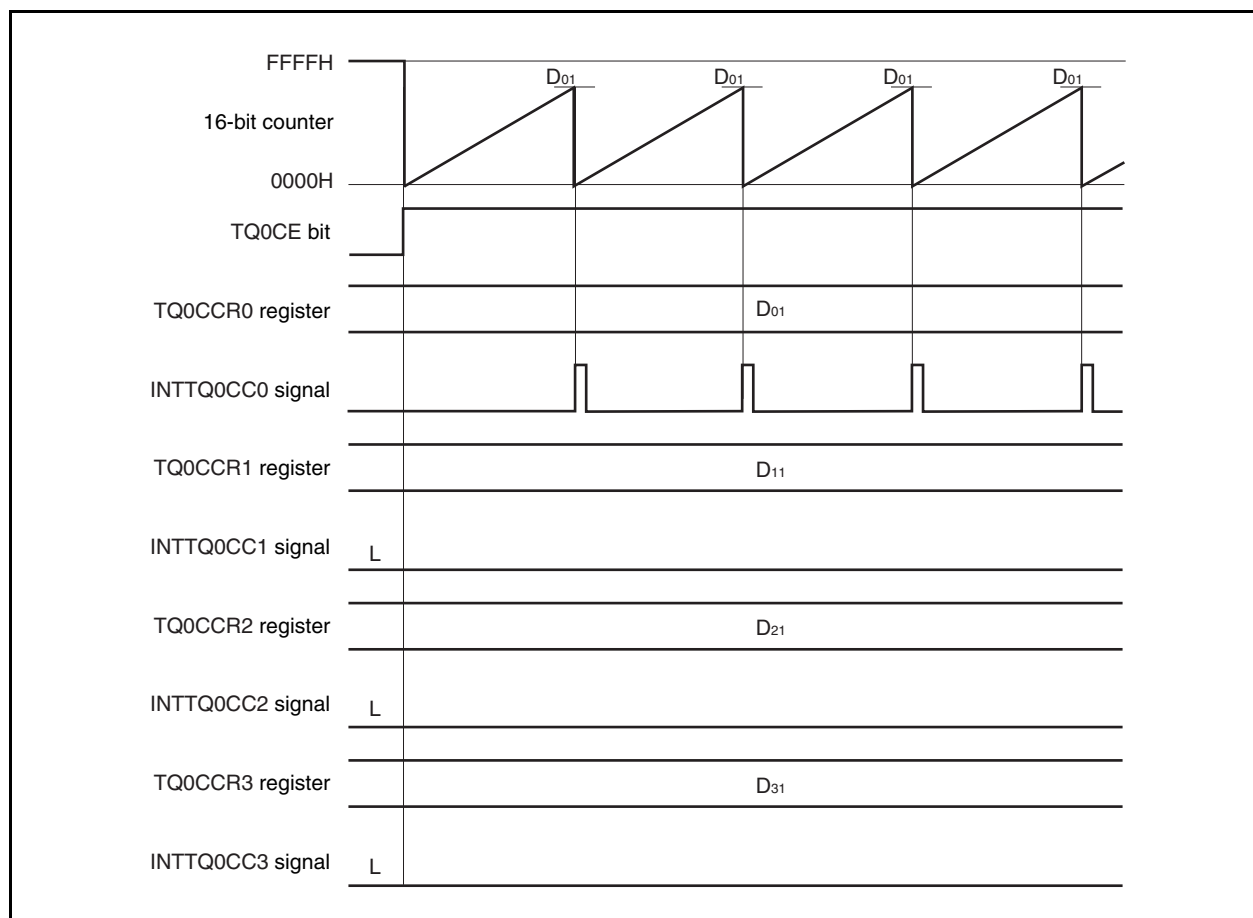 FFFFH
D01 D01 D01 D01
16-bit counter
0000H
TQ0CE bit
TQ0CCR0 register D01
INTTQ0CC0 signal
TQ0CCR1 register D11
INTTQ0CC1 signal L
TQ0CCR2 register D21
INTTQ0CC2 signal L
TQ0CCR3 register D31
INTTQ0CC3 signal L